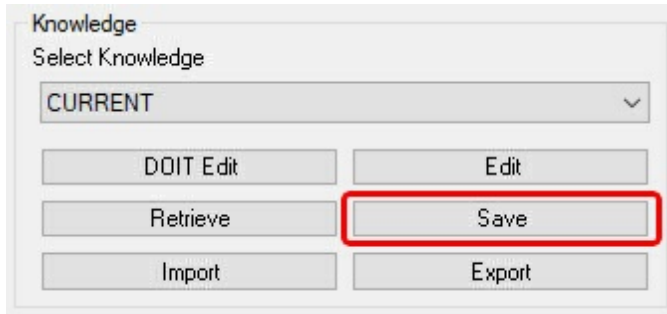 Knowledge
Select Knowledge
CURRENT
DOIT Edit Edit
Retrieve Save
Import Export